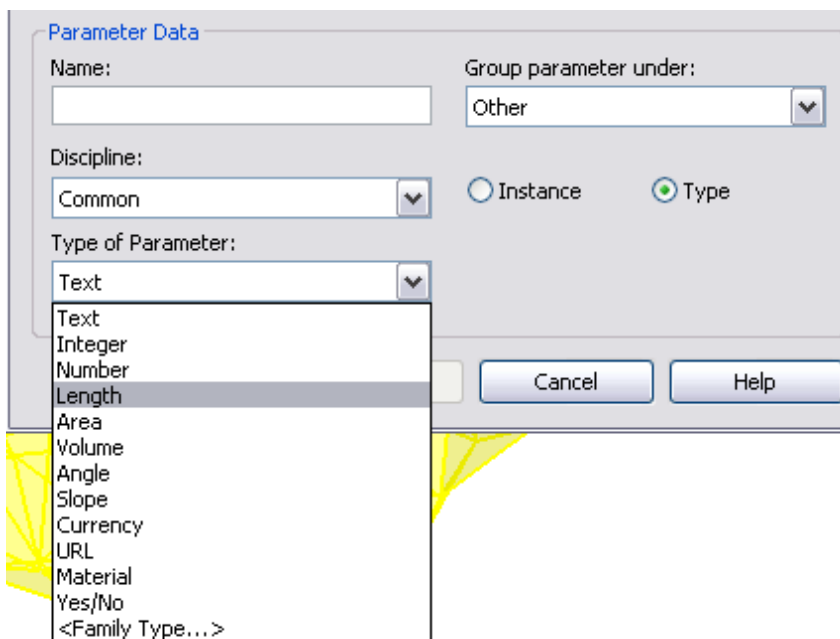 Parameter Data
Name:
Group parameter under:
Other
Discipline:
Common
Instance
Type
Type of Parameter:
Text
Text
Integer
Number
Length
Area
Volume
Angle
Slope
Currency
URL
Material
Yes/No
<Family Type...>
Cancel
Help